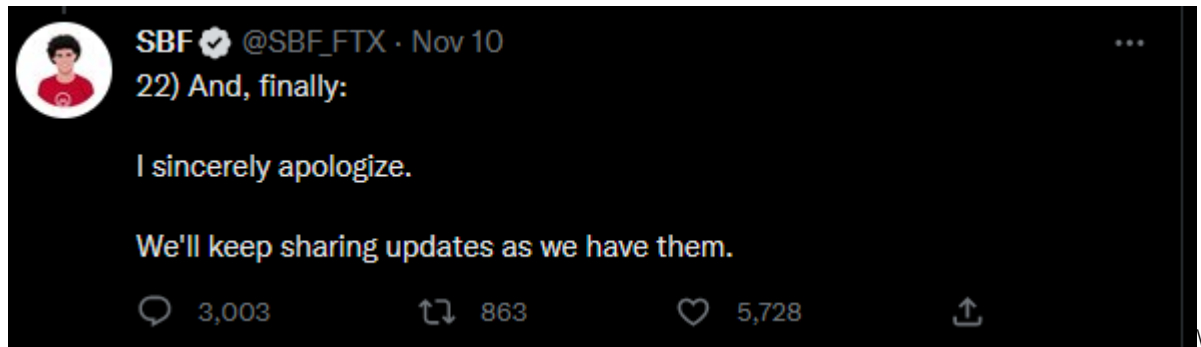 SBF @SBF_FTX · Nov 10
22) And, finally:
I sincerely apologize.
We'll keep sharing updates as we have them.
3,003 863 5,728